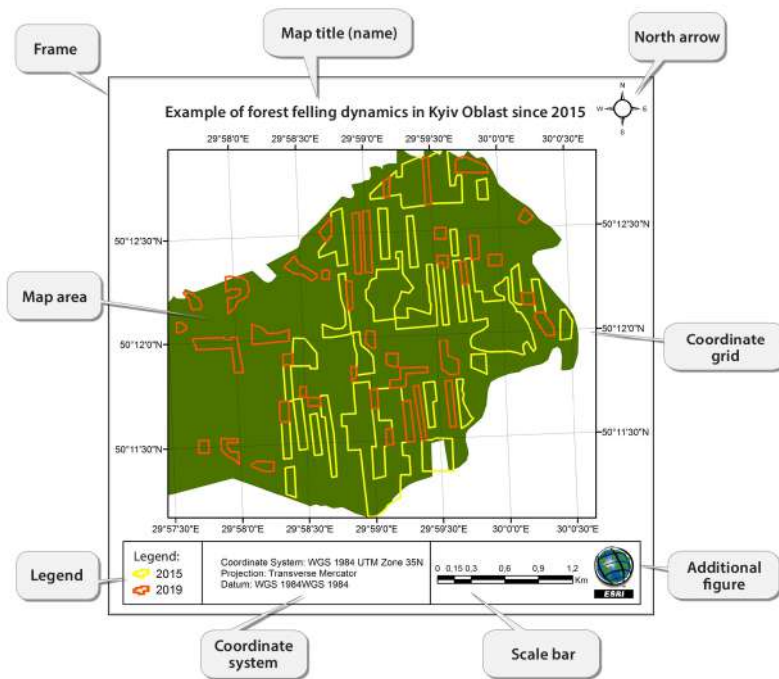 Map title (name)
Frame
North arrow
N
W
E
S
Example of forest felling dynamics in Kyiv Oblast since 2015
29°58'0"E
29°58'30"E
29°59'0"E
29°59'30"E
30°0'0"E
30°0'30"E
50°12'30"N
50°12'30"N
Map area
50°12'0"N
50°12'0"N
Coordinate
grid
50°11'30"N
50°11'30"N
29°57'30"E
29°58'0"E
29°58'30"E
29°59'0"E
29°59'30"E
30°0'0"E
30°0'30"E
Legend
Legend:
2015
2019
Coordinate System: WGS 1984 UTM Zone 35N
Projection: Transverse Mercator
Datum: WGS 1984WGS 1984
0 0,15 0,3 0,6 0,9 1,2
Km
ESRI
Additional
figure
Coordinate
system
Scale bar